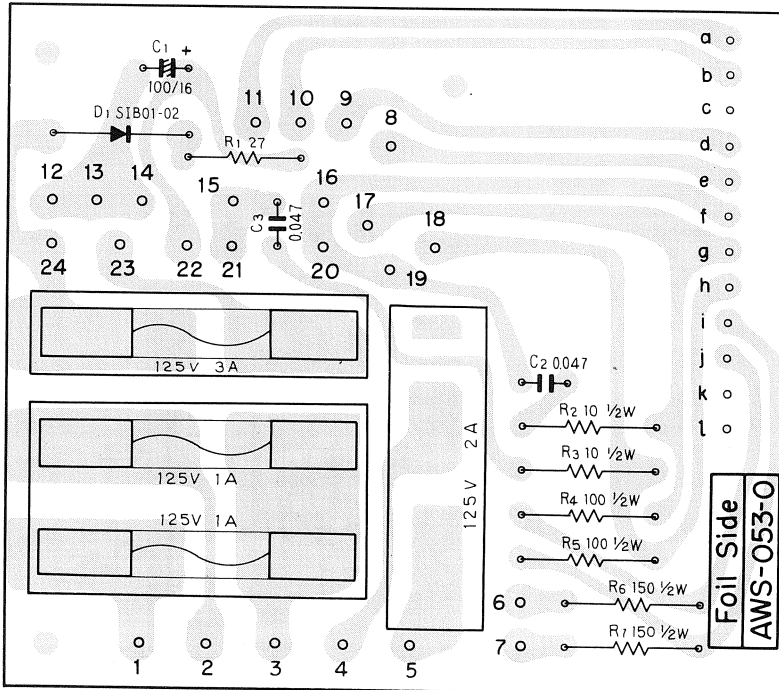 C1 +
100/16
D1 SIB01-02
11 10 9 8
R1 27
12 13 14 15 16 17 18
C3 0.047
24 23 22 21 20 19
125V 3A
125V 1A
125V 1A
125V 2A
C2 0.047
R2 10 ½W
R3 10 ½W
R4 100 ½W
R5 100 ½W
6 R6 150 ½W
7 R7 150 ½W
1 2 3 4 5
a
b
c
d
e
f
g
h
i
j
k
l
Foil Side
AWS-053-0